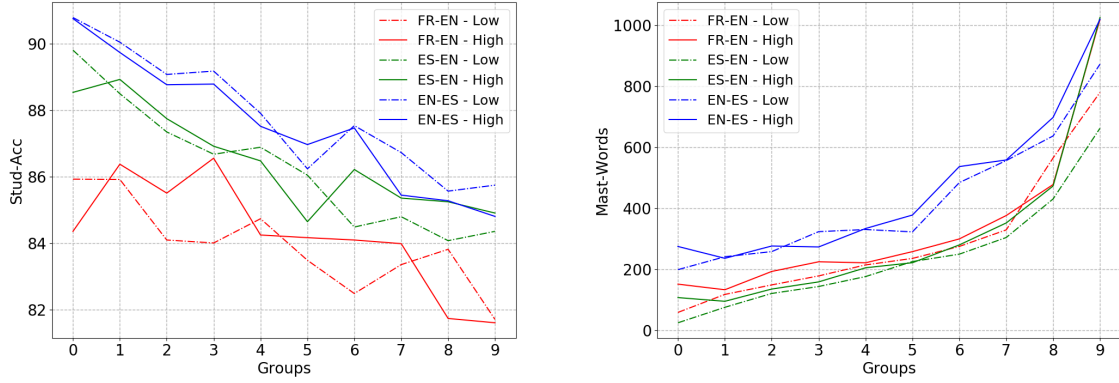 Stud-Acc
90
88
86
84
82
0 1 2 3 4 5 6 7 8 9
Groups
FR-EN - Low
FR-EN - High
ES-EN - Low
ES-EN - High
EN-ES - Low
EN-ES - High
Mast-Words
1000
800
600
400
200
0
0 1 2 3 4 5 6 7 8 9
Groups
FR-EN - Low
FR-EN - High
ES-EN - Low
ES-EN - High
EN-ES - Low
EN-ES - High